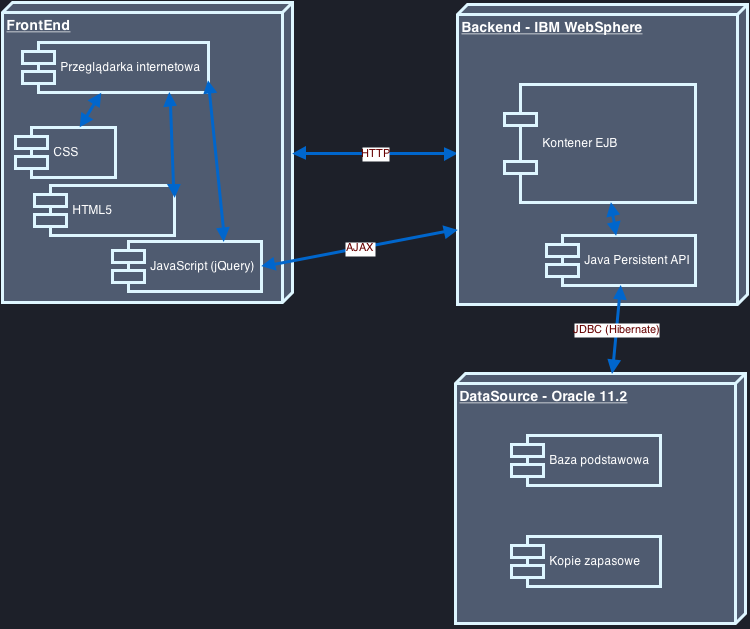 FrontEnd
Przeglądarka internetowa
CSS
HTML5
JavaScript (jQuery)
HTTP
AJAX
Backend - IBM WebSphere
Kontener EJB
Java Persistent API
JDBC (Hibernate)
DataSource - Oracle 11.2
Baza podstawowa
Kopie zapasowe